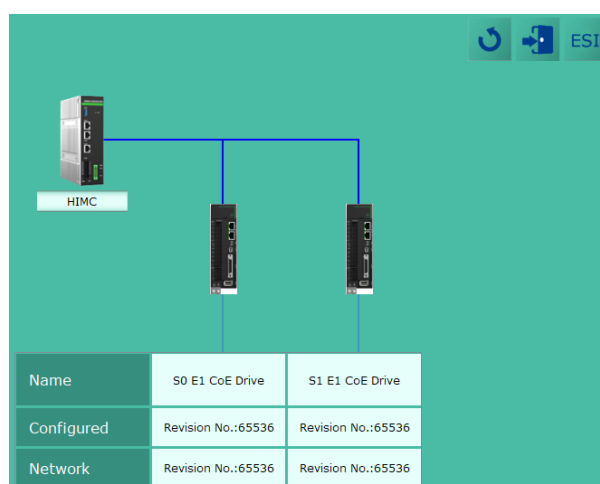 ESI
HIMC
Name S0 E1 CoE Drive S1 E1 CoE Drive
Configured Revision No.:65536 Revision No.:65536
Network Revision No.:65536 Revision No.:65536